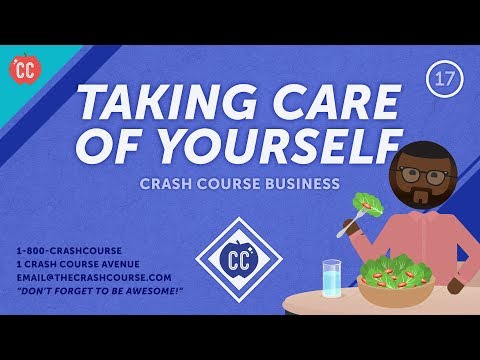 CC
17
TAKING CARE
OF YOURSELF
CRASH COURSE BUSINESS
1-800-CRASHCOURSE
1 CRASH COURSE AVENUE
EMAIL@THECRASHCOURSE.COM
"DON'T FORGET TO BE AWESOME!"
CC